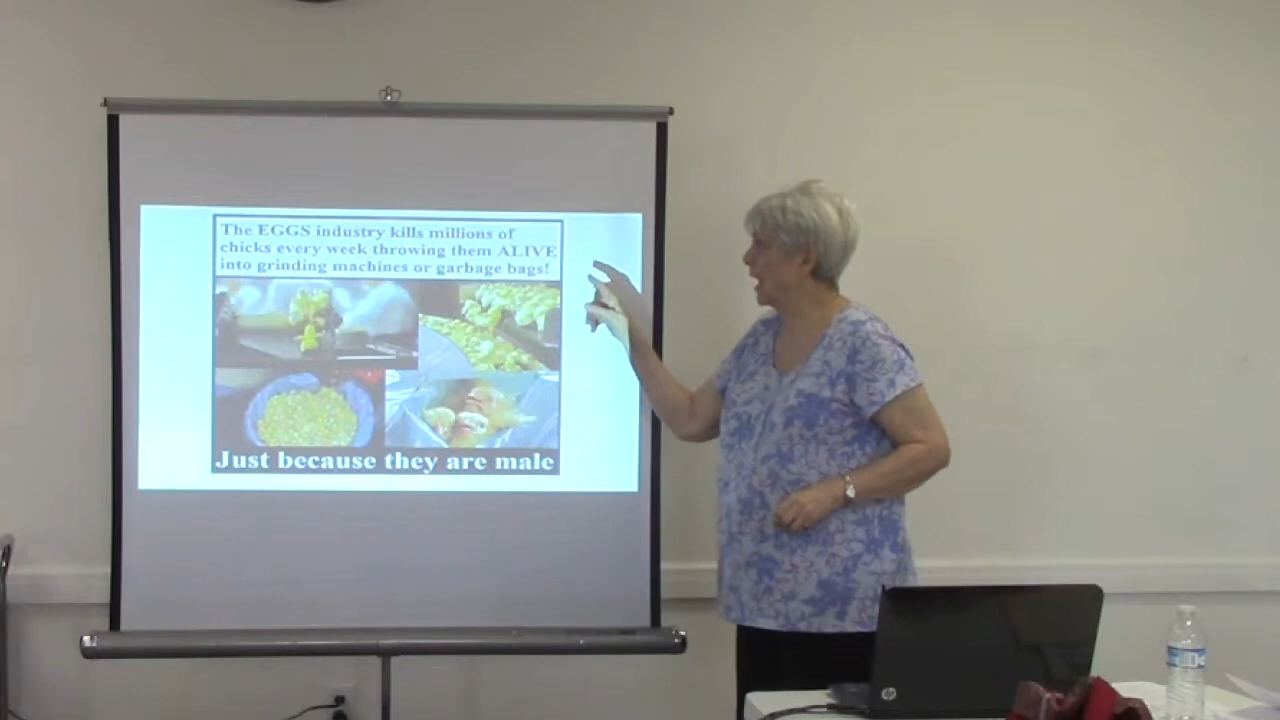 The EGGS industry kills millions of
chicks every week throwing them ALIVE
into grinding machines or garbage bags!
Just because they are male
hp